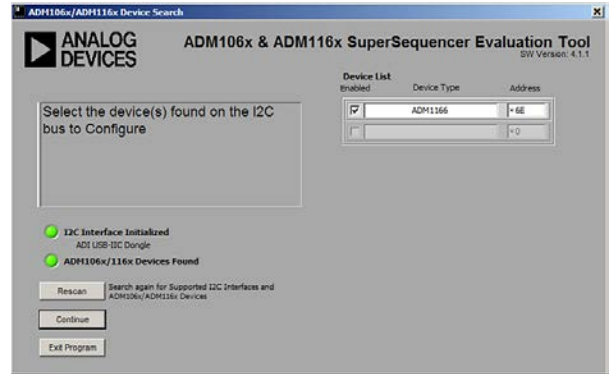 ADM106x/ADM116x Device Search
ANALOG
DEVICES
ADM106x & ADM116x SuperSequencer Evaluation Tool
SW Version: 4.1.1
Device List
Enabled Device Type Address
ADM1166 × 6E
× 0
Select the device(s) found on the I2C
bus to Configure
I2C Interface Initialized
ADI USB-IIC Dongle
ADM106x/116x Devices Found
Rescan
Search again for Supported I2C Interfaces and
ADM106x/ADM116x Devices
Continue
Exit Program